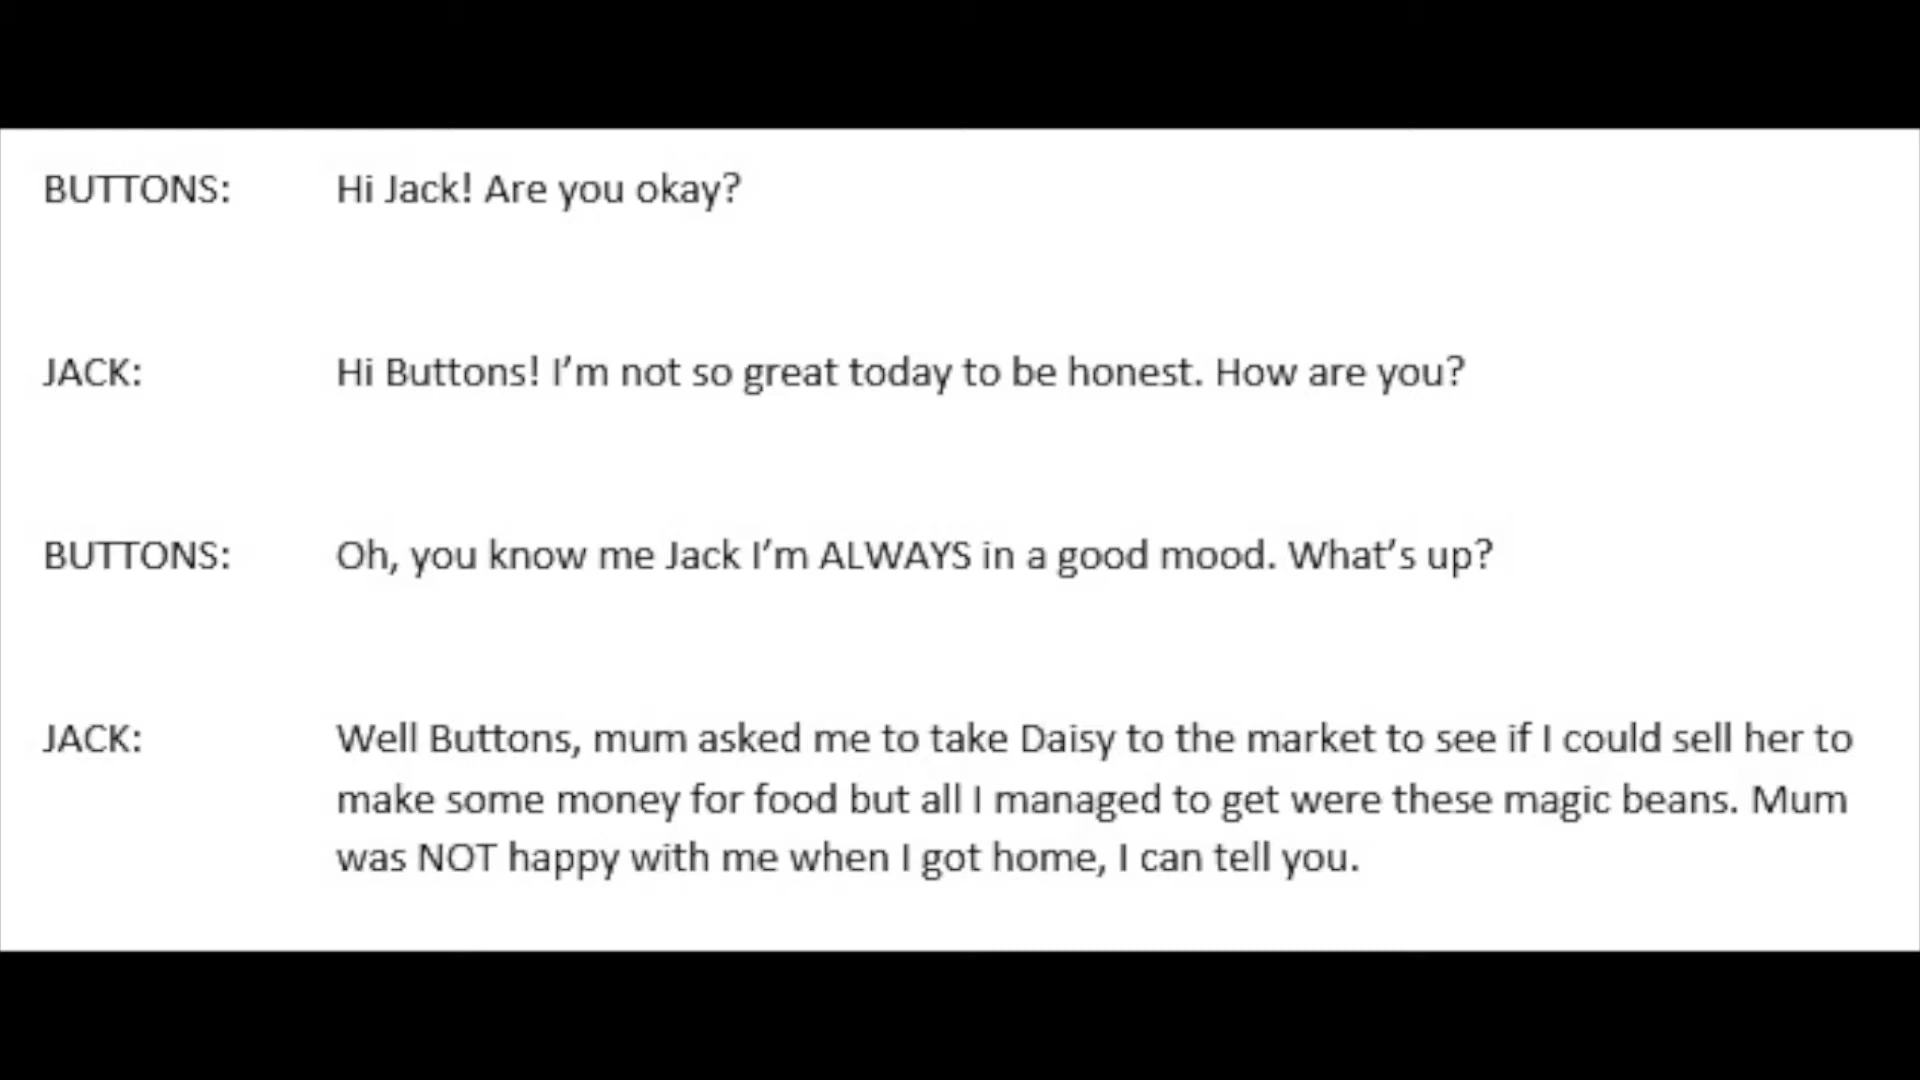 BUTTONS: Hi Jack! Are you okay?
JACK: Hi Buttons! I’m not so great today to be honest. How are you?
BUTTONS: Oh, you know me Jack I’m ALWAYS in a good mood. What’s up?
JACK: Well Buttons, mum asked me to take Daisy to the market to see if I could sell her to
make some money for food but all I managed to get were these magic beans. Mum
was NOT happy with me when I got home, I can tell you.